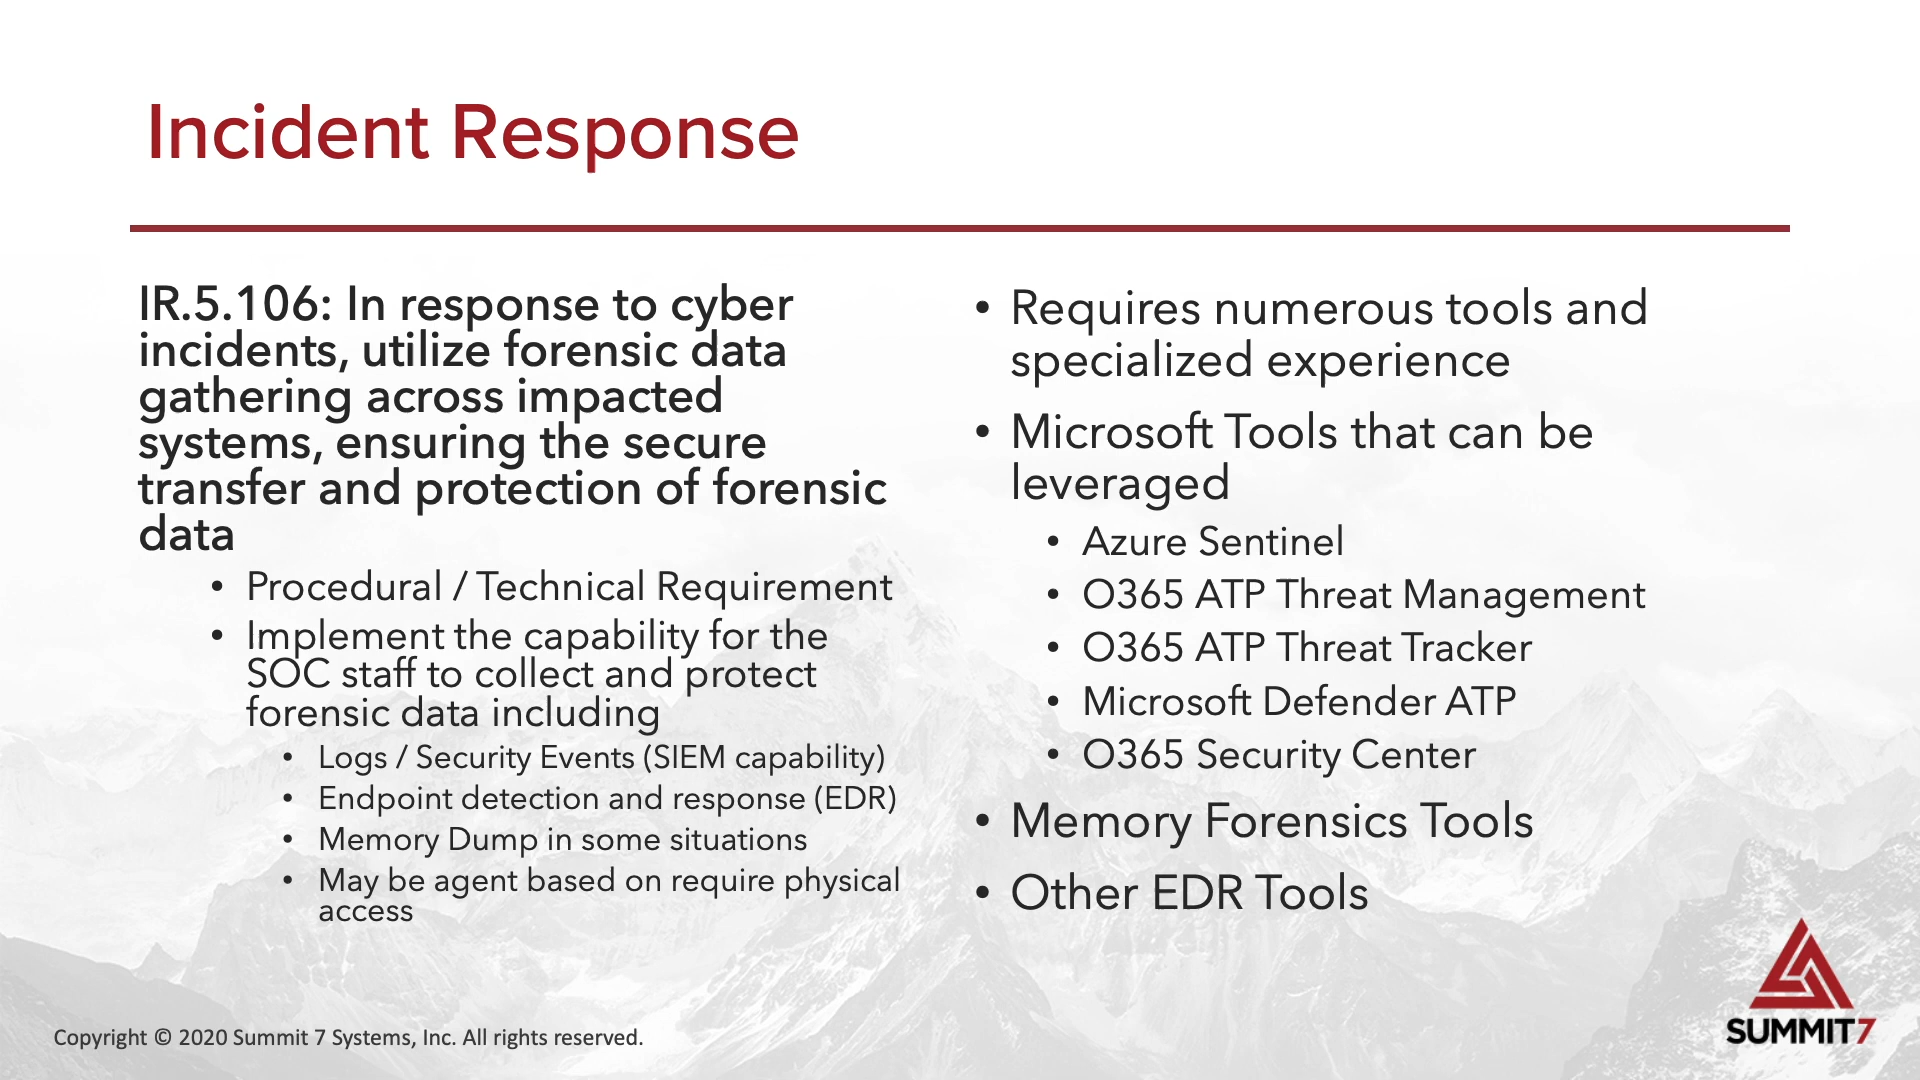 Incident Response
IR.5.106: In response to cyber
incidents, utilize forensic data
gathering across impacted
systems, ensuring the secure
transfer and protection of forensic
data
• Procedural / Technical Requirement
• Implement the capability for the
SOC staff to collect and protect
forensic data including
• Logs / Security Events (SIEM capability)
• Endpoint detection and response (EDR)
• Memory Dump in some situations
• May be agent based on require physical
access
• Requires numerous tools and
specialized experience
• Microsoft Tools that can be
leveraged
• Azure Sentinel
• O365 ATP Threat Management
• O365 ATP Threat Tracker
• Microsoft Defender ATP
• O365 Security Center
• Memory Forensics Tools
• Other EDR Tools
Copyright © 2020 Summit 7 Systems, Inc. All rights reserved.
SUMMIT7